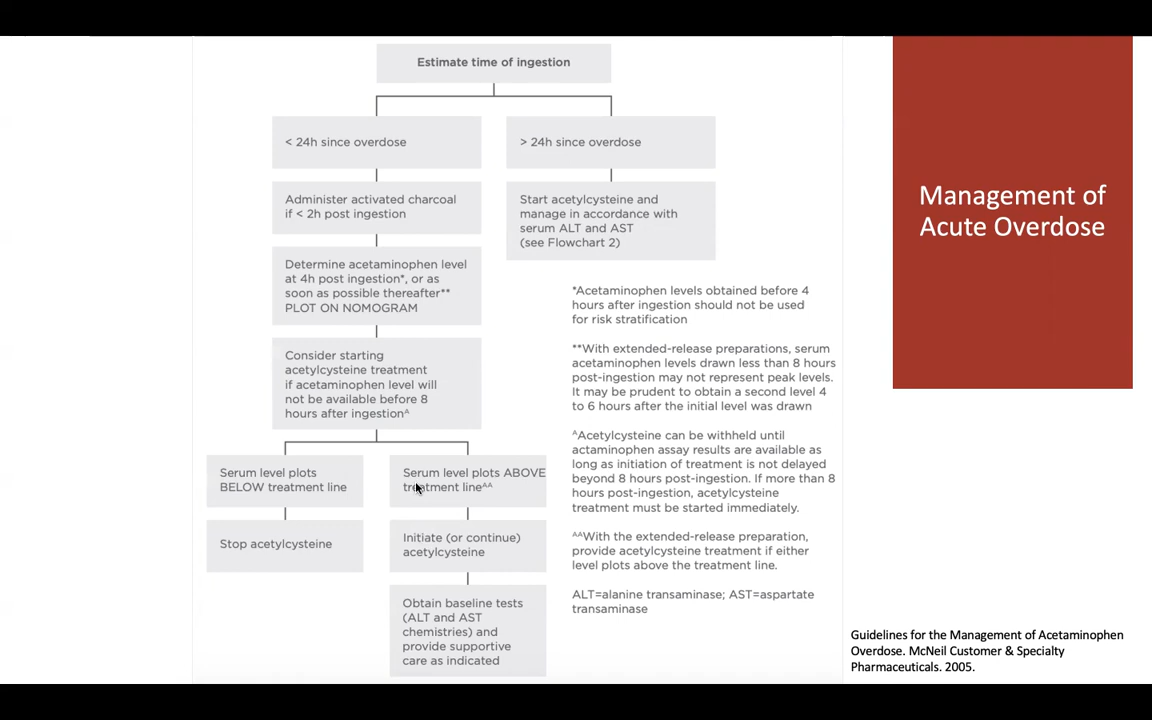 Estimate time of ingestion
< 24h since overdose
> 24h since overdose
Administer activated charcoal
if < 2h post ingestion
Start acetylcysteine and
manage in accordance with
serum ALT and AST
(see Flowchart 2)
Determine acetaminophen level
at 4h post ingestion*, or as
soon as possible thereafter**
PLOT ON NOMOGRAM
Consider starting
acetylcysteine treatment
if acetaminophen level will
not be available before 8
hours after ingestion^A
Serum level plots
BELOW treatment line
Serum level plots ABOVE
treatment line^AA
Stop acetylcysteine
Initiate (or continue)
acetylcysteine
Obtain baseline tests
(ALT and AST
chemistries) and
provide supportive
care as indicated
*Acetaminophen levels obtained before 4
hours after ingestion should not be used
for risk stratification
**With extended-release preparations, serum
acetaminophen levels drawn less than 8 hours
post-ingestion may not represent peak levels.
It may be prudent to obtain a second level 4
to 6 hours after the initial level was drawn
^AAcetylcysteine can be withheld until
actaminophen assay results are available as
long as initiation of treatment is not delayed
beyond 8 hours post-ingestion. If more than 8
hours post-ingestion, acetylcysteine
treatment must be started immediately.
^AAWith the extended-release preparation,
provide acetylcysteine treatment if either
level plots above the treatment line.
ALT=alanine transaminase; AST=aspartate
transaminase
Management of
Acute Overdose
Guidelines for the Management of Acetaminophen
Overdose. McNeil Customer & Specialty
Pharmaceuticals. 2005.